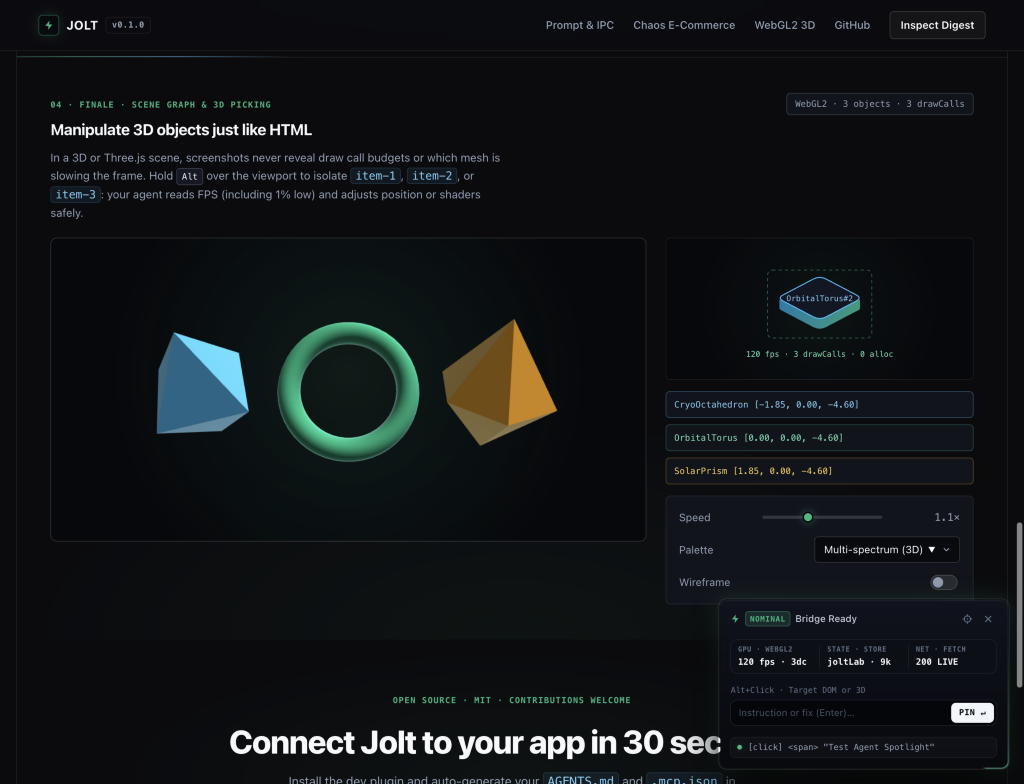 JOLT v0.1.0 Prompt & IPC Chaos E-Commerce WebGL2 3D GitHub Inspect Digest
04 · FINALE · SCENE GRAPH & 3D PICKING
WebGL2 · 3 objects · 3 drawCalls
Manipulate 3D objects just like HTML
In a 3D or Three.js scene, screenshots never reveal draw call budgets or which mesh is
slowing the frame. Hold Alt over the viewport to isolate item-1, item-2, or
item-3: your agent reads FPS (including 1% low) and adjusts position or shaders
safely.
OrbitalTorus#2
120 fps · 3 drawCalls · 0 alloc
CryoOctahedron [−1.85, 0.00, −4.60]
OrbitalTorus [0.00, 0.00, −4.60]
SolarPrism [1.85, 0.00, −4.60]
Speed 1.1×
Palette Multi-spectrum (3D) ▼
Wireframe
NOMINAL Bridge Ready
GPU · WEBGL2 STATE · STORE NET · FETCH
120 fps · 3dc joltLab · 9k 200 LIVE
Alt+Click · Target DOM or 3D
Instruction or fix (Enter)… PIN ↵
[click] <span> "Test Agent Spotlight"
OPEN SOURCE · MIT · CONTRIBUTIONS WELCOME
Connect Jolt to your app in 30 sec
Install the dev plugin and auto-generate your AGENTS.md and .mcp.json in